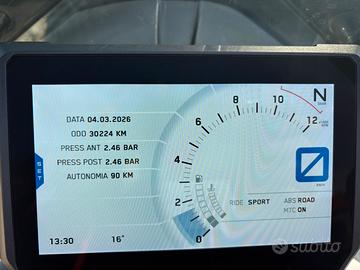 DATA 04.03.2026
ODO 30224 KM
PRESS ANT 2.46 BAR
PRESS POST 2.46 BAR
AUTONOMIA 90 KM
SET
13:30
16°
0
2
4
6
8
10
12
N
RIDE SPORT
ABS ROAD
MTC ON
subito